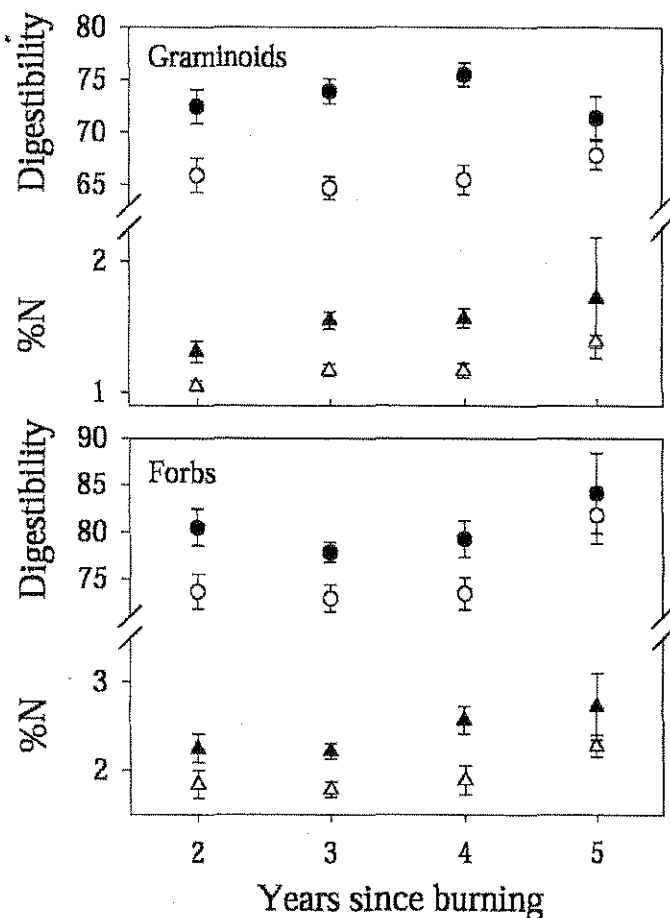 Graminoids
Digestibility
80
75
70
65
%N
2
1
Forbs
Digestibility
90
85
80
75
%N
3
2
2 3 4 5
Years since burning